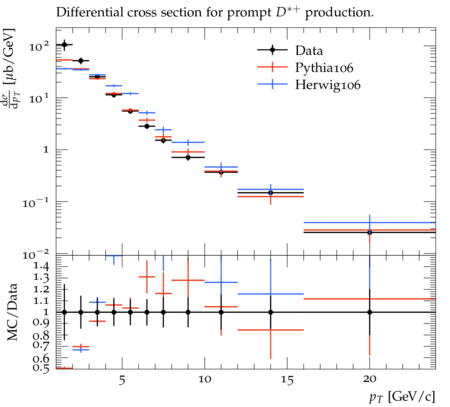 Differential cross section for prompt D*+ production.
dσ/dpT [μb/GeV]
10²
10¹
1
10⁻¹
10⁻²
Data
Pythia106
Herwig106
MC/Data
1.4
1.3
1.2
1.1
1
0.9
0.8
0.7
0.6
0.5
5 10 15 20
pT [GeV/c]